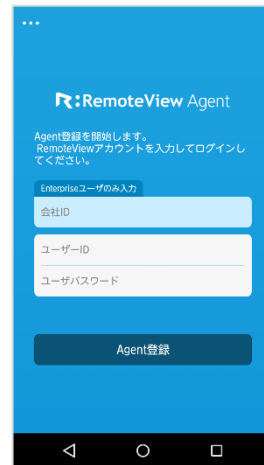 R:RemoteView Agent
Agent登録を開始します。
RemoteViewアカウントを入力してログインし
てください。
Enterpriseユーザのみ入力
会社ID
ユーザーID
ユーザパスワード
Agent登録